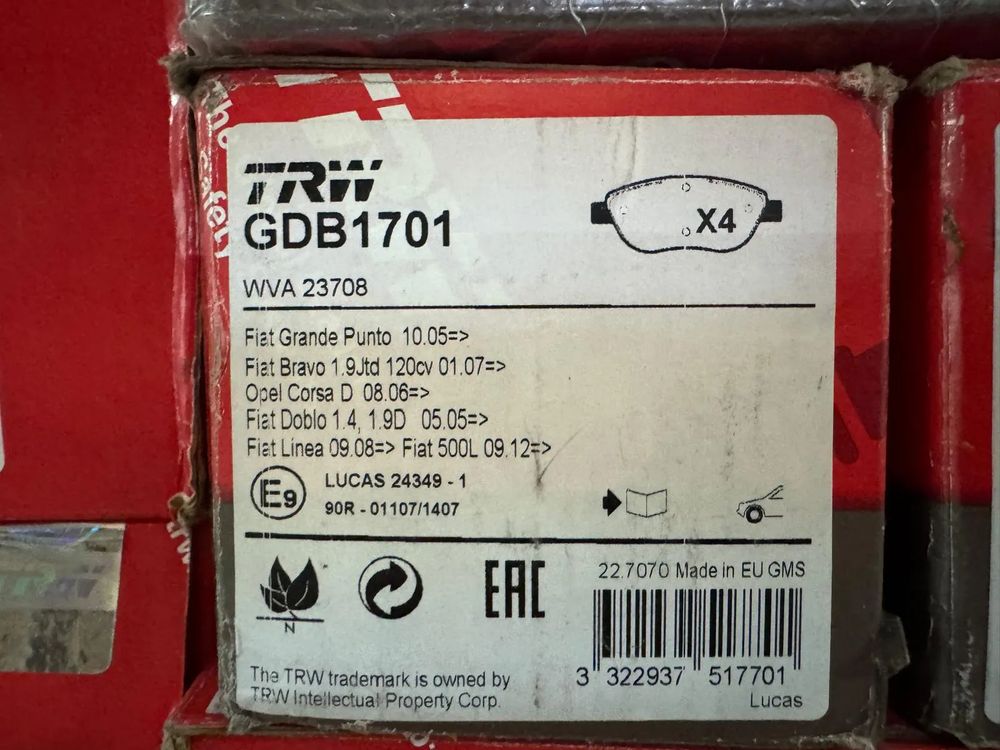 TRW
GDB1701
X4
WVA 23708
Fiat Grande Punto 10.05=>
Fiat Bravo 1.9Jtd 120cv 01.07=>
Opel Corsa D 08.06=>
Fiat Doblo 1.4, 1.9D 05.05=>
Fiat Linea 09.08=> Fiat 500L 09.12=>
E9
LUCAS 24349 - 1
90R - 01107/1407
N
EAC
22.7070 Made in EU GMS
3 322937 517701
Lucas
The TRW trademark is owned by
TRW Intellectual Property Corp.